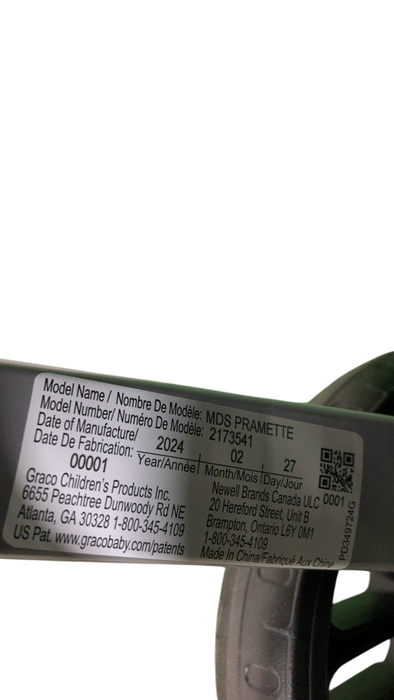 Model Name / Nombre De Modèle: MDS PRAMETTE
Model Number/ Numéro De Modèle: 2173541
Date of Manufacture/ 2024 02 27
Date De Fabrication: Year/Année Month/Mois Day/Jour
00001
Graco Children's Products Inc.
6655 Peachtree Dunwoody Rd NE
Atlanta, GA 30328 1-800-345-4109
US Pat. www.gracobaby.com/patents
Newell Brands Canada ULC
20 Hereford Street, Unit B
Brampton, Ontario L6Y 0M1
1-800-345-4109
Made In China/Fabriqué Aux Chine
0001
PD349724G